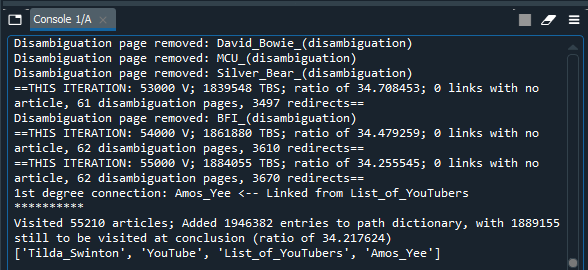 Console 1/A
Disambiguation page removed: David_Bowie_(disambiguation)
Disambiguation page removed: MCU_(disambiguation)
Disambiguation page removed: Silver_Bear_(disambiguation)
==THIS ITERATION: 53000 V; 1839548 TBS; ratio of 34.708453; 0 links with no
article, 61 disambiguation pages, 3497 redirects==
Disambiguation page removed: BFI_(disambiguation)
==THIS ITERATION: 54000 V; 1861880 TBS; ratio of 34.479259; 0 links with no
article, 62 disambiguation pages, 3610 redirects==
==THIS ITERATION: 55000 V; 1884055 TBS; ratio of 34.255545; 0 links with no
article, 62 disambiguation pages, 3670 redirects==
1st degree connection: Amos_Yee <-- Linked from List_of_YouTubers
**********
Visited 55210 articles; Added 1946382 entries to path dictionary, with 1889155
still to be visited at conclusion (ratio of 34.217624)
['Tilda_Swinton', 'YouTube', 'List_of_YouTubers', 'Amos_Yee']